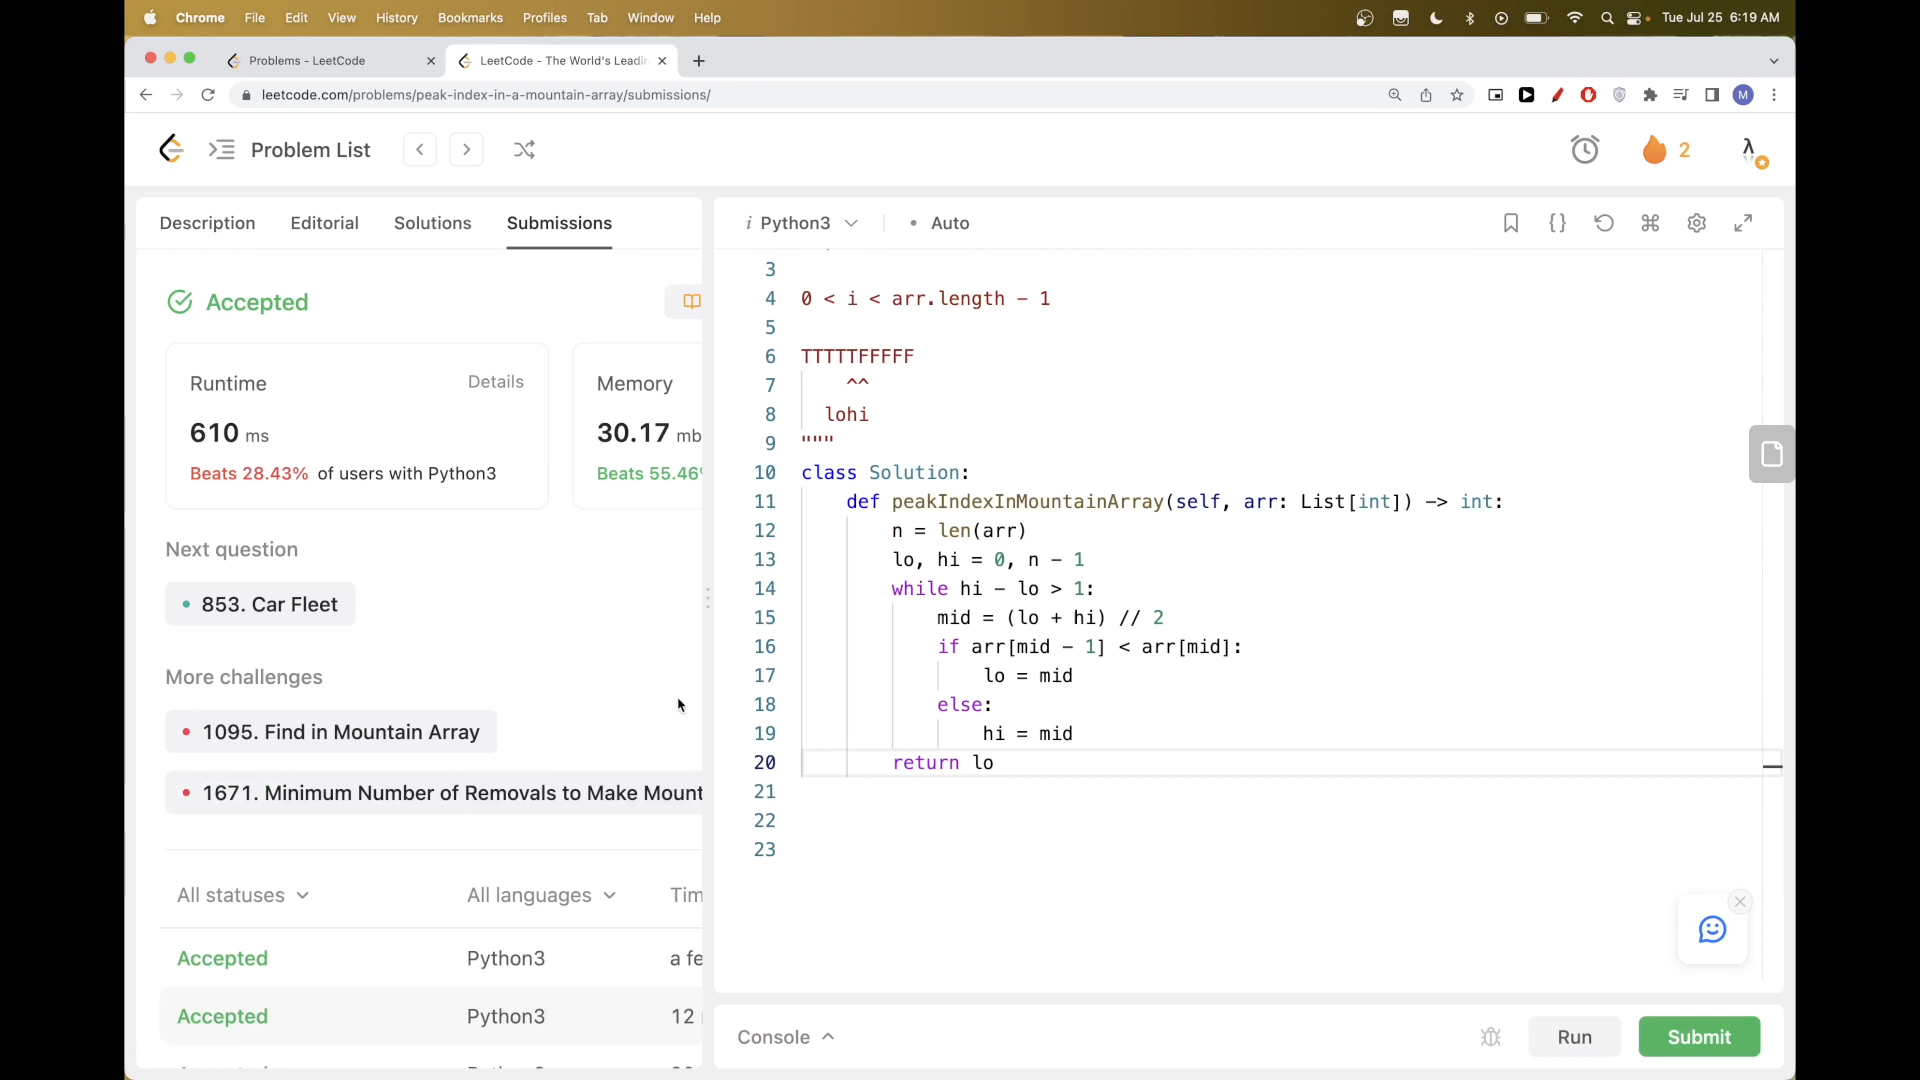 Chrome File Edit View History Bookmarks Profiles Tab Window Help Tue Jul 25 6:19 AM
Problems - LeetCode
LeetCode - The World's Leadin
leetcode.com/problems/peak-index-in-a-mountain-array/submissions/
M
Problem List
2
Description Editorial Solutions Submissions
Accepted
Runtime Details
610 ms
Beats 28.43% of users with Python3
Memory
30.17 mb
Beats 55.46%
Next question
853. Car Fleet
More challenges
1095. Find in Mountain Array
1671. Minimum Number of Removals to Make Mount
All statuses All languages Tim
Accepted Python3 a fe
Accepted Python3 12
i Python3 • Auto
3
4 0 < i < arr.length - 1
5
6 TTTTTFFFFF
7 ^^
8 lohi
9 """
10 class Solution:
11 def peakIndexInMountainArray(self, arr: List[int]) -> int:
12 n = len(arr)
13 lo, hi = 0, n - 1
14 while hi - lo > 1:
15 mid = (lo + hi) // 2
16 if arr[mid - 1] < arr[mid]:
17 lo = mid
18 else:
19 hi = mid
20 return lo
21
22
23
Console Run Submit